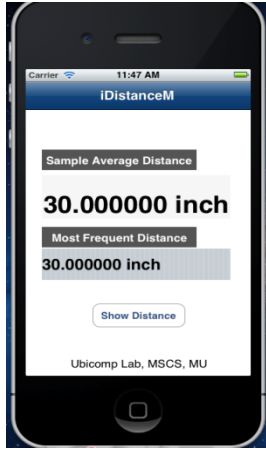 Carrier 11:47 AM
iDistanceM
Sample Average Distance
30.000000 inch
Most Frequent Distance
30.000000 inch
Show Distance
Ubicomp Lab, MSCS, MU